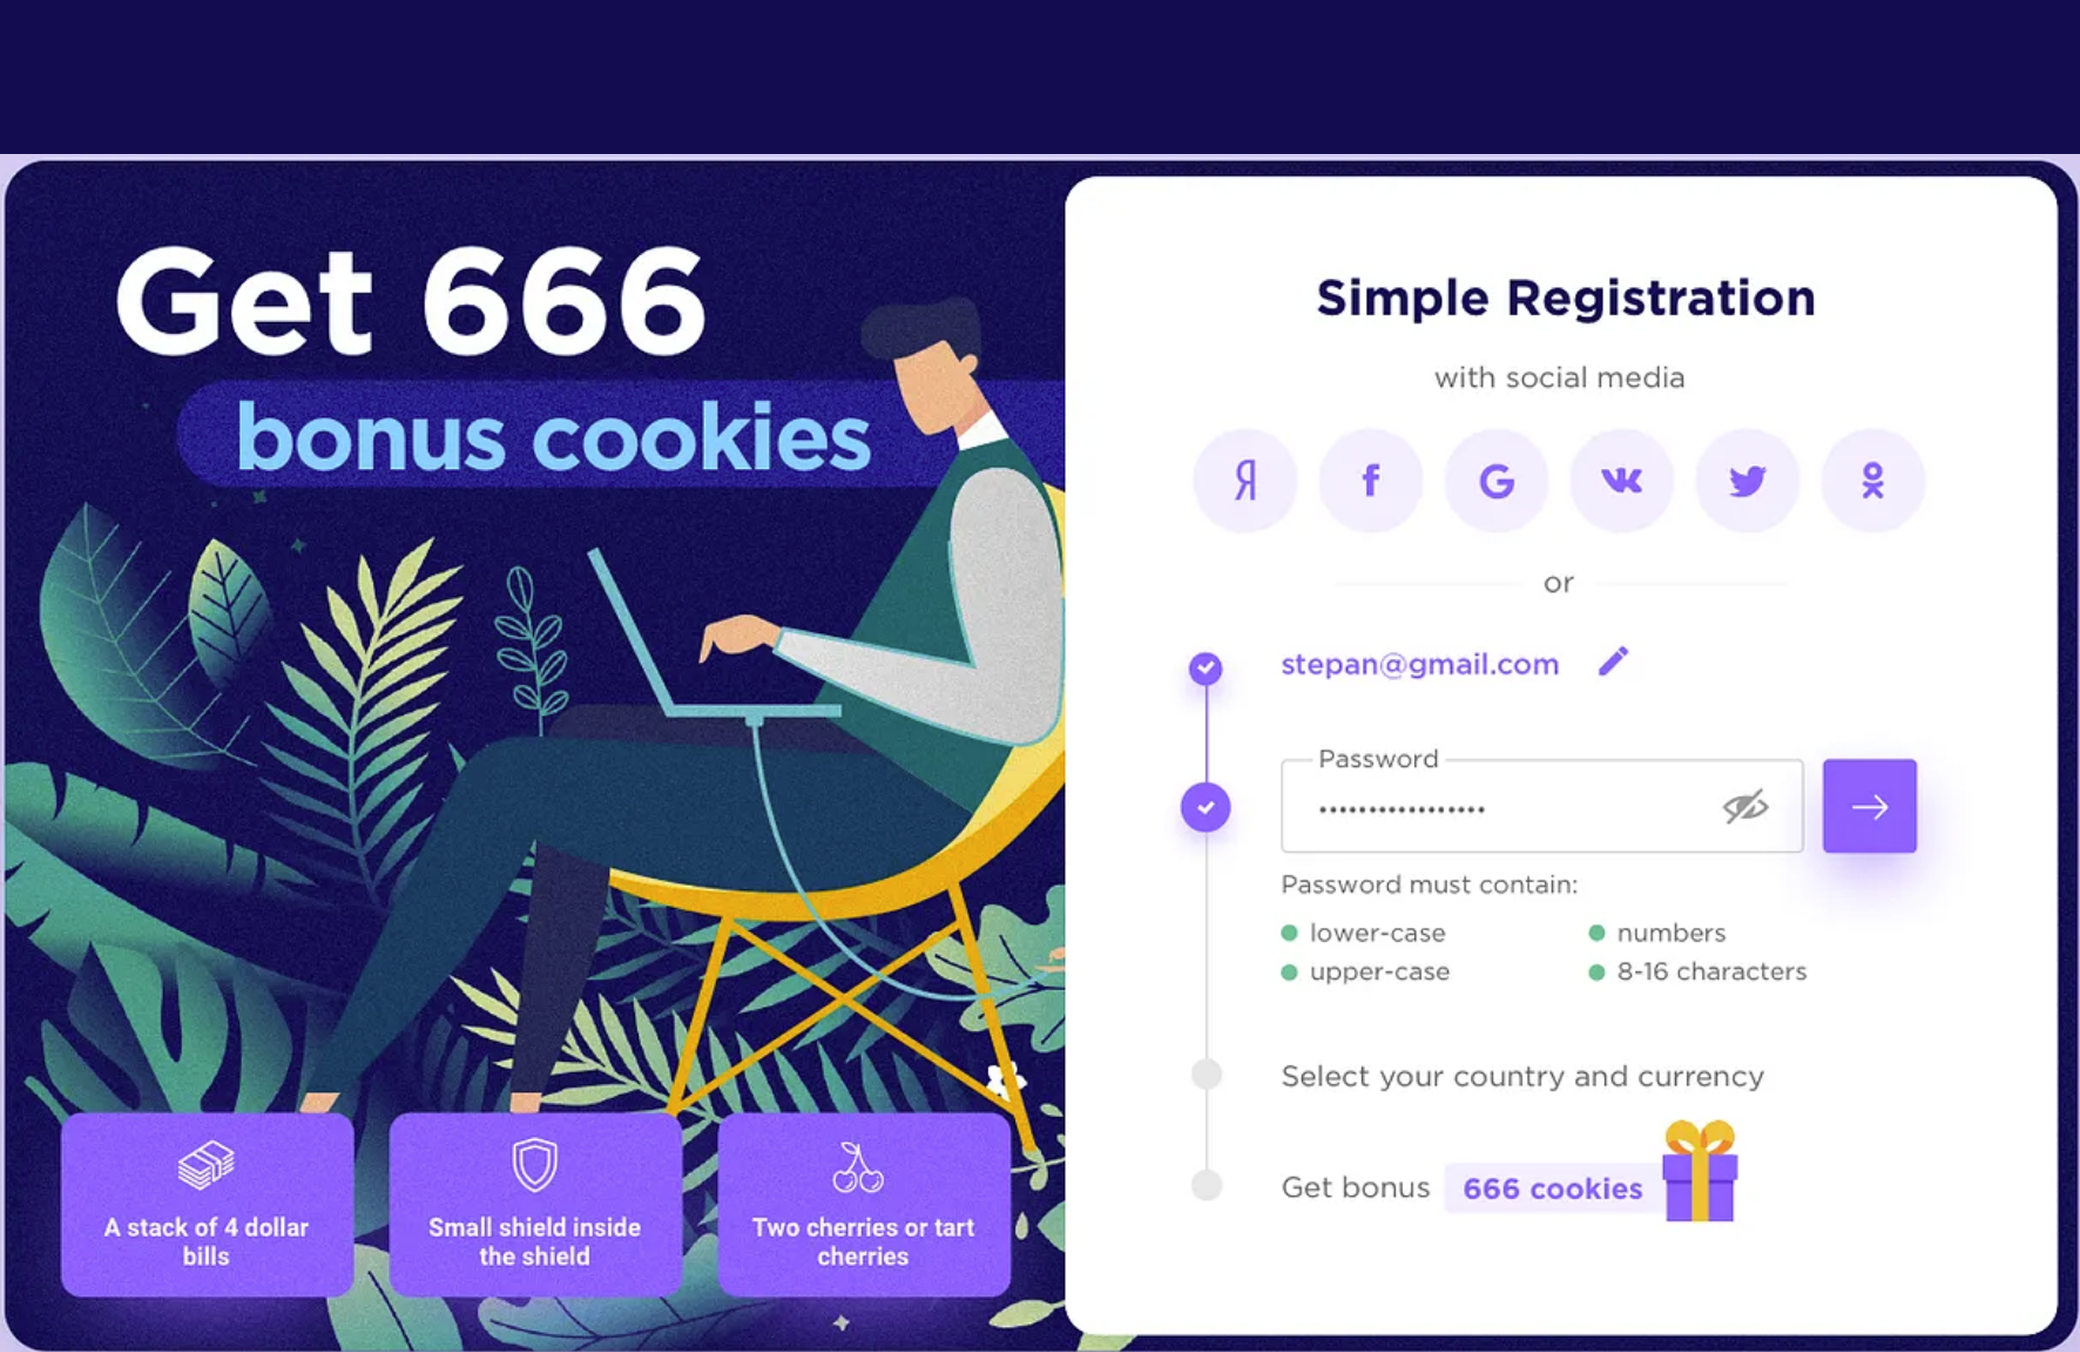 Get 666
bonus cookies
A stack of 4 dollar
bills
Small shield inside
the shield
Two cherries or tart
cherries
Simple Registration
with social media
Я f G
or
stepan@gmail.com
Password
•••••••••••••••••
Password must contain:
lower-case
numbers
upper-case
8-16 characters
Select your country and currency
Get bonus 666 cookies